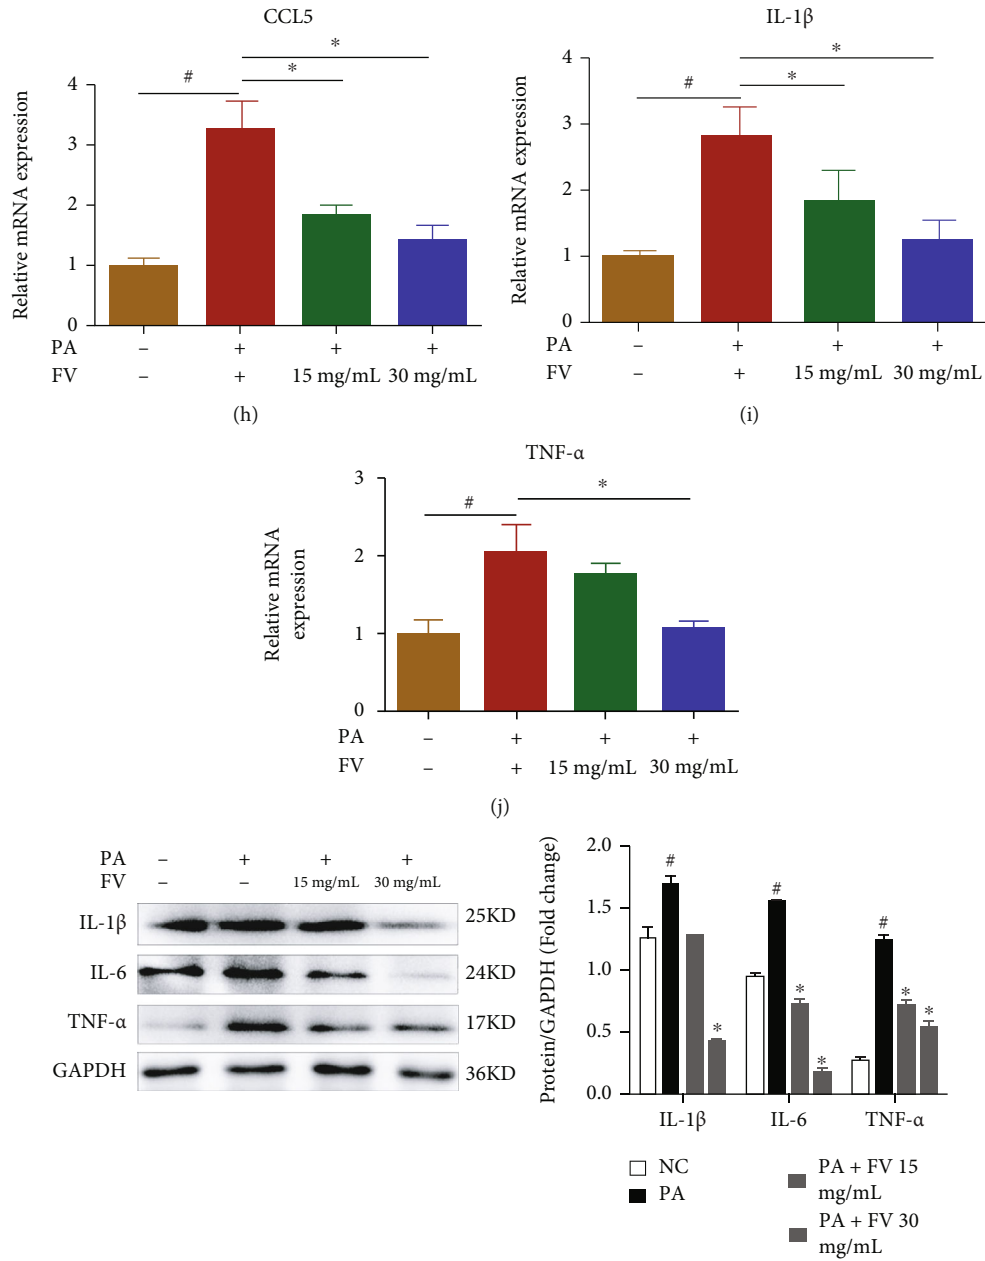 CCL5
Relative mRNA expression
4
3
2
1
0
#
*
*
PA – + + +
FV – + 15 mg/mL 30 mg/mL
(h)
IL-1β
Relative mRNA expression
4
3
2
1
0
#
*
*
PA – + + +
FV – + 15 mg/mL 30 mg/mL
(i)
TNF-α
Relative mRNA
expression
3
2
1
0
#
*
PA – + + +
FV – + 15 mg/mL 30 mg/mL
(j)
PA – + + +
FV – – 15 mg/mL 30 mg/mL
IL-1β 25KD
IL-6 24KD
TNF-α 17KD
GAPDH 36KD
Protein/GAPDH (Fold change)
2.0
1.5
1.0
0.5
0.0
# *
# * *
# * *
IL-1β IL-6 TNF-α
NC
PA
PA + FV 15
mg/mL
PA + FV 30
mg/mL